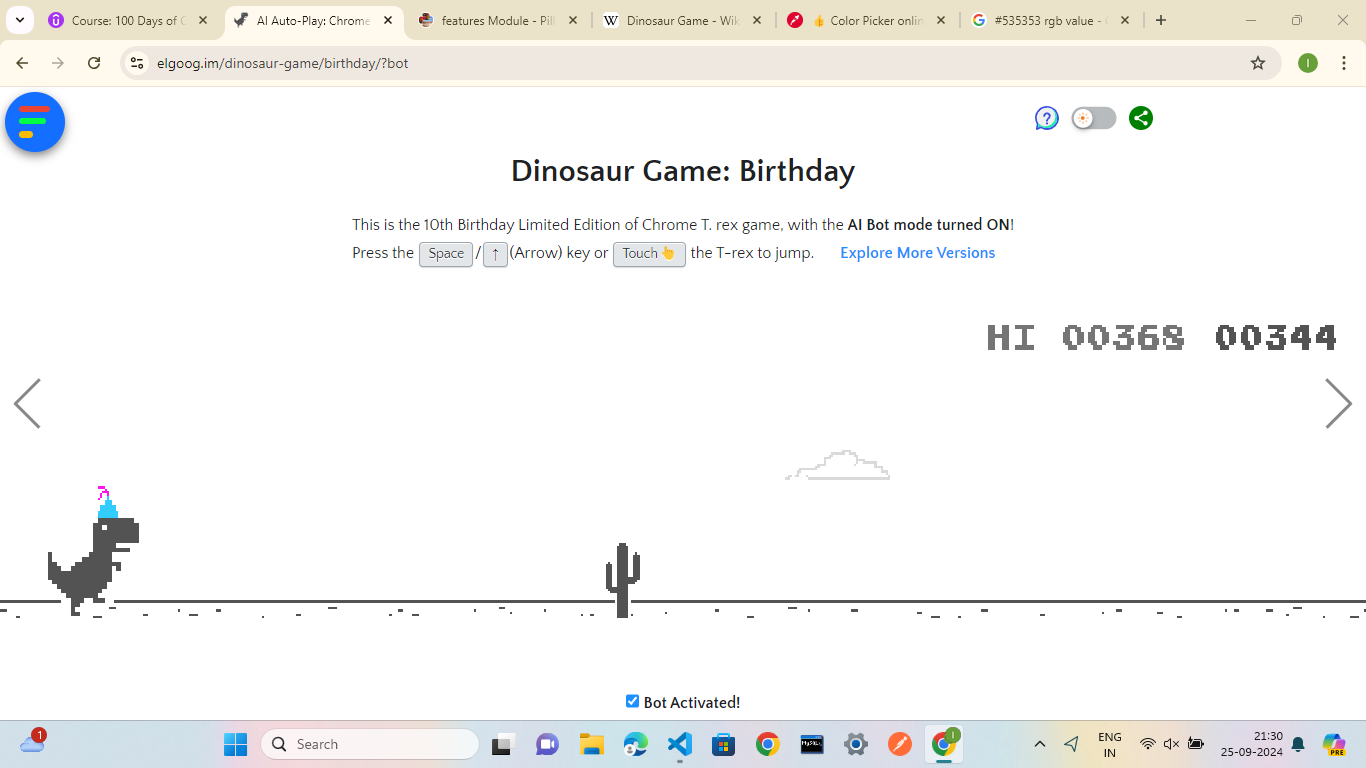 Course: 100 Days of C
AI Auto-Play: Chrome
features Module - Pill
Dinosaur Game - Wik
👍 Color Picker onlin
#535353 rgb value -
elgoog.im/dinosaur-game/birthday/?bot
I
Dinosaur Game: Birthday
This is the 10th Birthday Limited Edition of Chrome T. rex game, with the AI Bot mode turned ON!
Press the Space / ↑ (Arrow) key or Touch👆 the T-rex to jump. Explore More Versions
HI 00368 00344
Bot Activated!
1
Search
MySQL
I
ENG
IN
21:30
25-09-2024
PRE